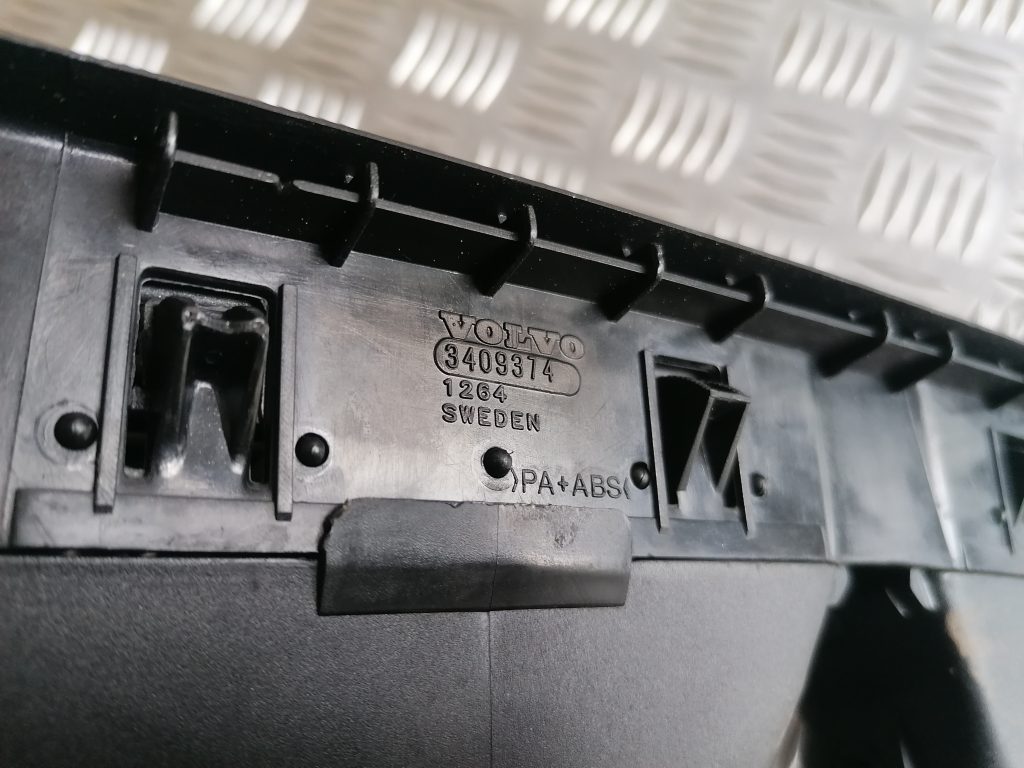 VOLVO
3409374
1264
SWEDEN
>PA+ABS<